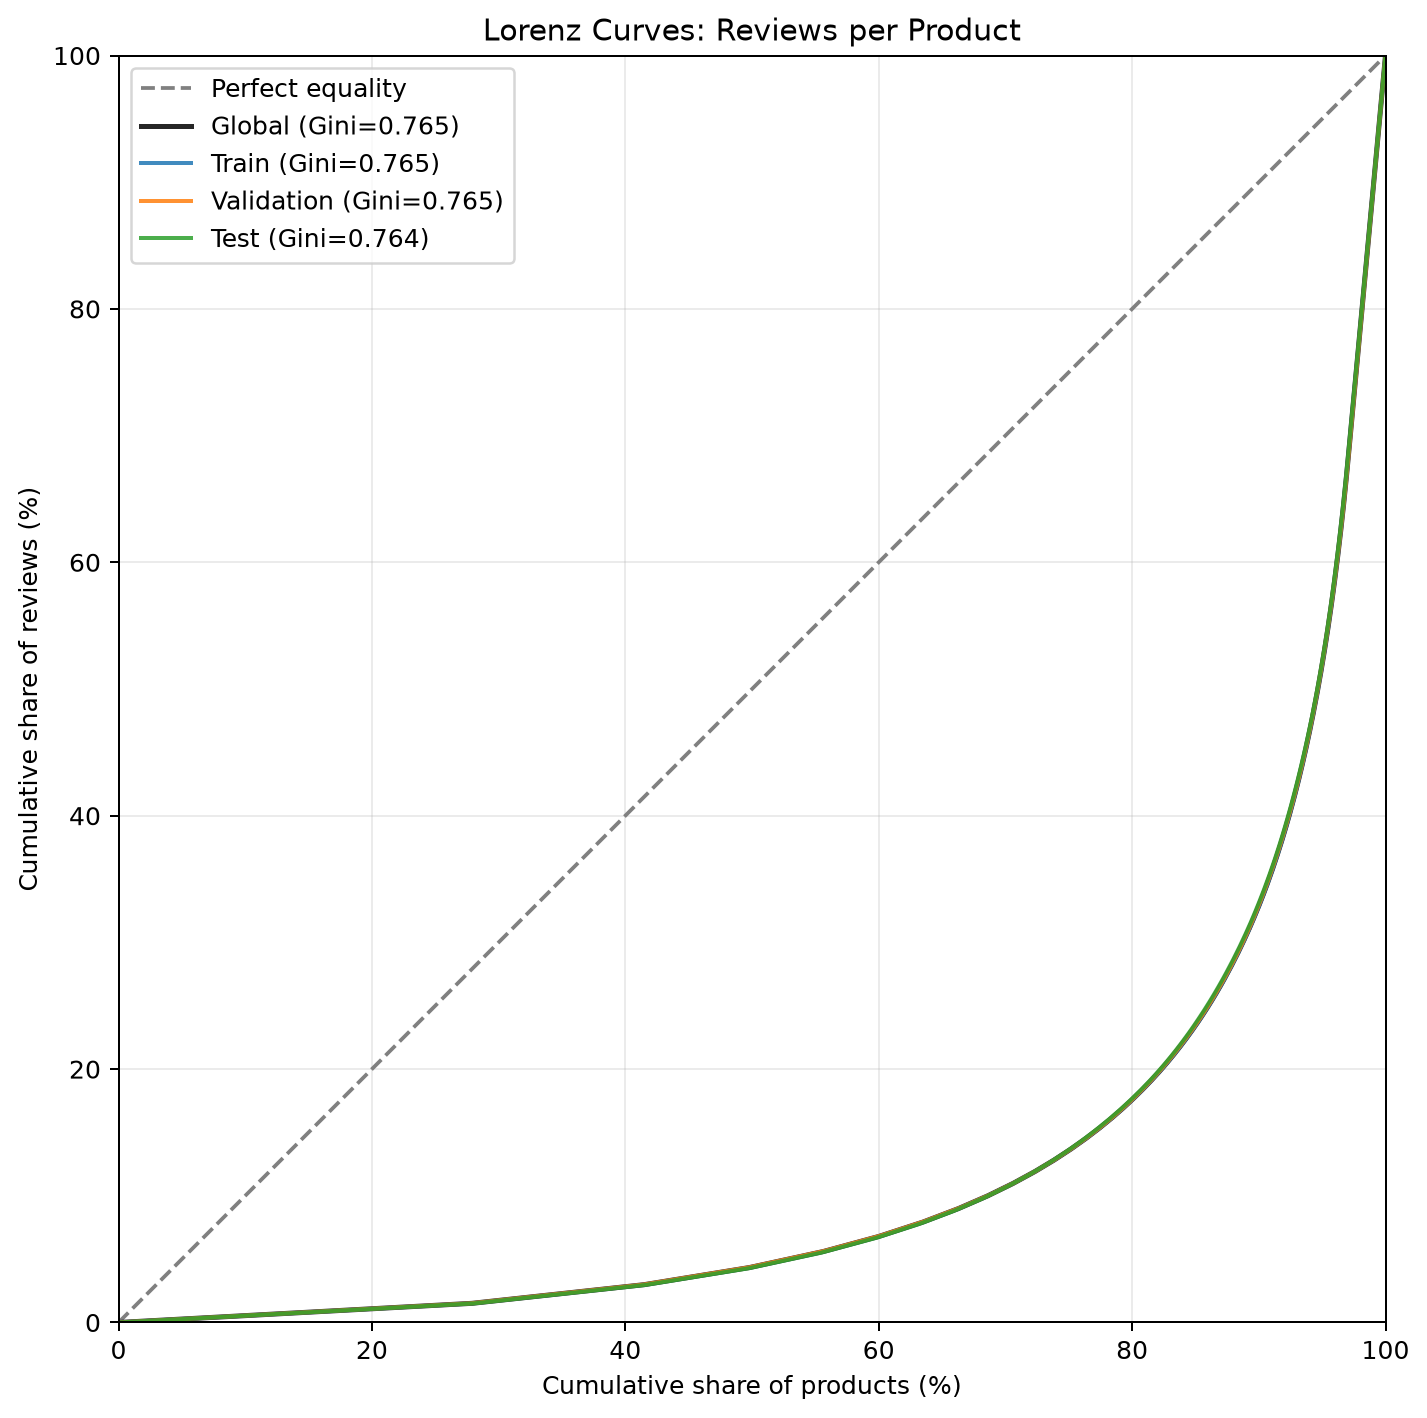 Lorenz Curves: Reviews per Product
100
Perfect equality
Global (Gini=0.765)
Train (Gini=0.765)
Validation (Gini=0.765)
Test (Gini=0.764)
80
60
40
20
0
Cumulative share of reviews (%)
0 20 40 60 80 100
Cumulative share of products (%)